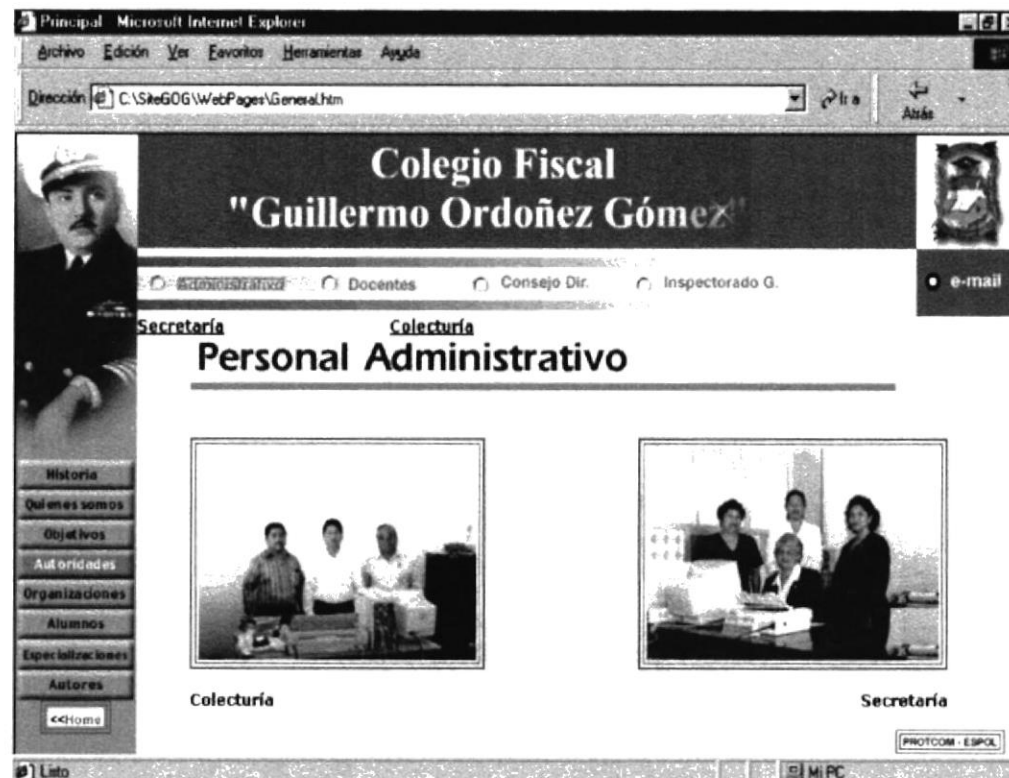 Principal Microsoft Internet Explorer
Archivo Edición Ver Favoritos Herramientas Ayuda
Dirección C:\SiteGOG\WebPages\General.htm Ir a Atrás
Colegio Fiscal
"Guillermo Ordoñez Gómez"
Administrativo Docentes Consejo Dir. Inspectorado G. e-mail
Secretaría Colecturía
Personal Administrativo
Historia
Quienes somos
Objetivos
Autoridades
Organizaciones
Alumnos
Especializaciones
Autores
<<Home
Colecturía Secretaría
PROTCOM - ESPOL
Listo Mi PC